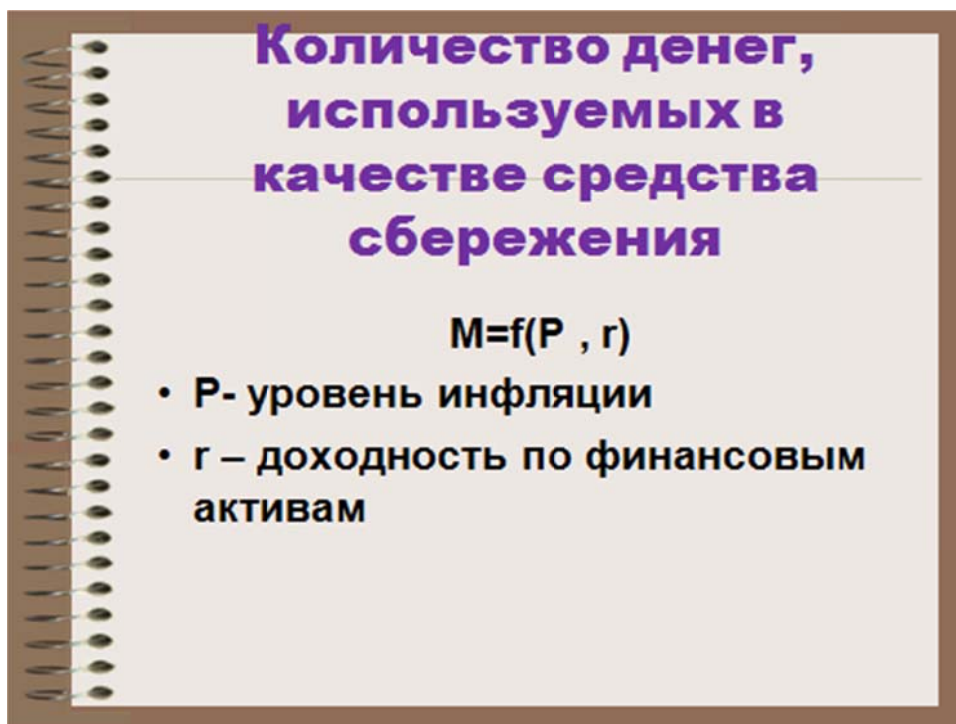 Количество денег,
используемых в
качестве средства
сбережения
M=f(P , r)
• P- уровень инфляции
• r – доходность по финансовым
активам